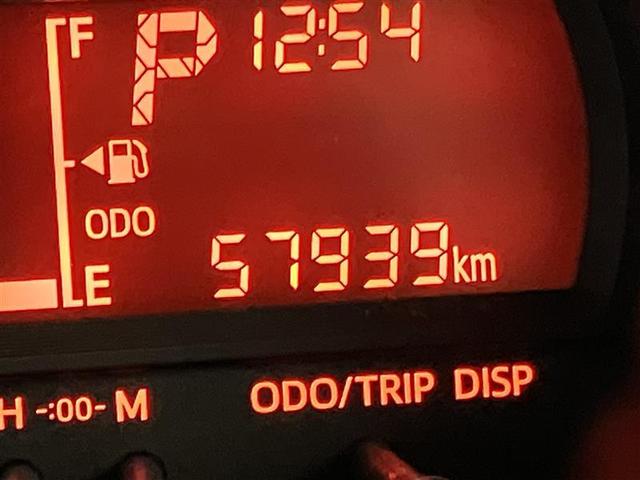 F P 12:54
ODO
E 57939km
H -:00- M ODO/TRIP DISP